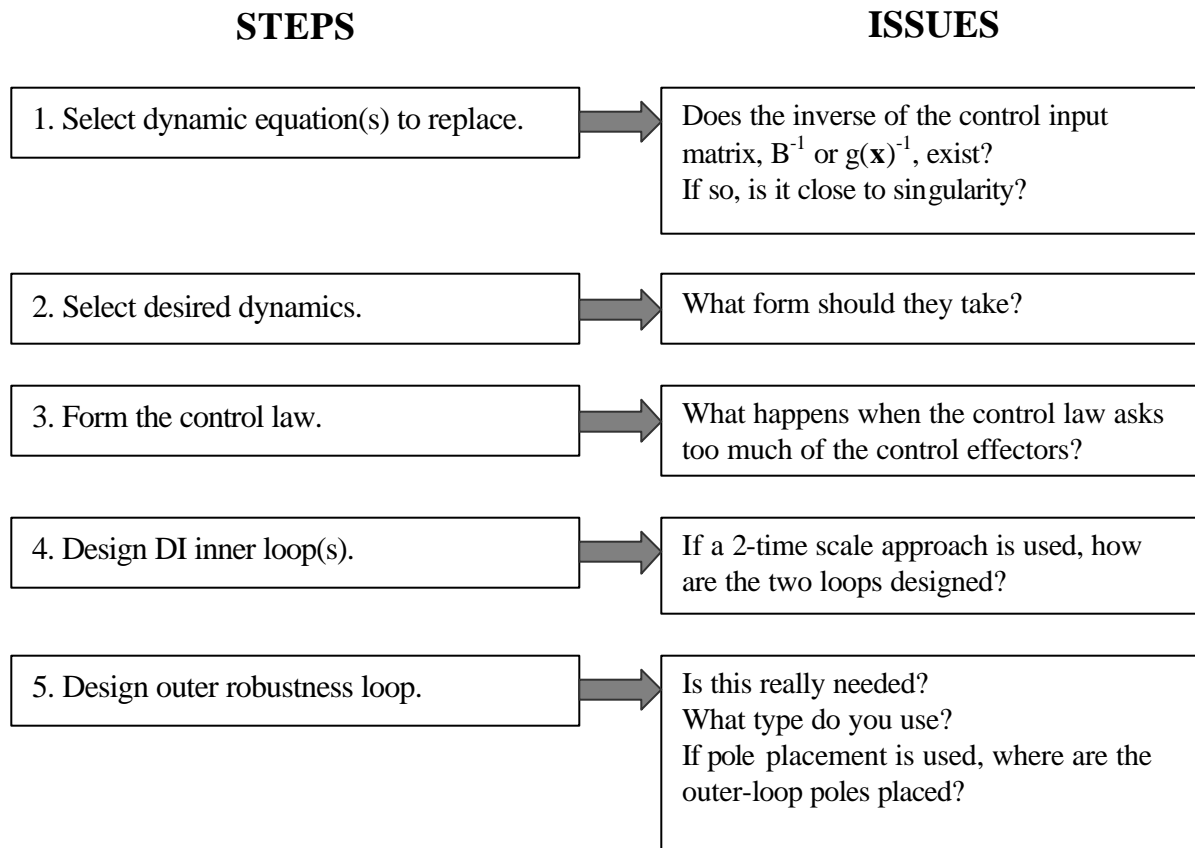 STEPS
ISSUES
1. Select dynamic equation(s) to replace.
Does the inverse of the control input
matrix, B⁻¹ or g(x)⁻¹, exist?
If so, is it close to singularity?
2. Select desired dynamics.
What form should they take?
3. Form the control law.
What happens when the control law asks
too much of the control effectors?
4. Design DI inner loop(s).
If a 2-time scale approach is used, how
are the two loops designed?
5. Design outer robustness loop.
Is this really needed?
What type do you use?
If pole placement is used, where are the
outer-loop poles placed?